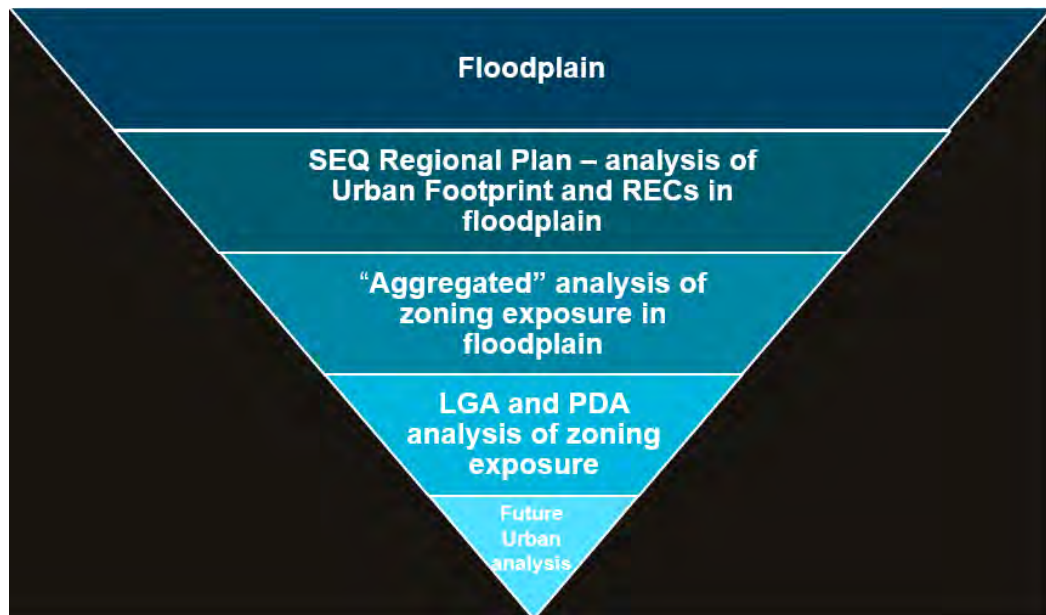 Floodplain
SEQ Regional Plan – analysis of
Urban Footprint and RECs in
floodplain
“Aggregated” analysis of
zoning exposure in
floodplain
LGA and PDA
analysis of zoning
exposure
Future
Urban
analysis